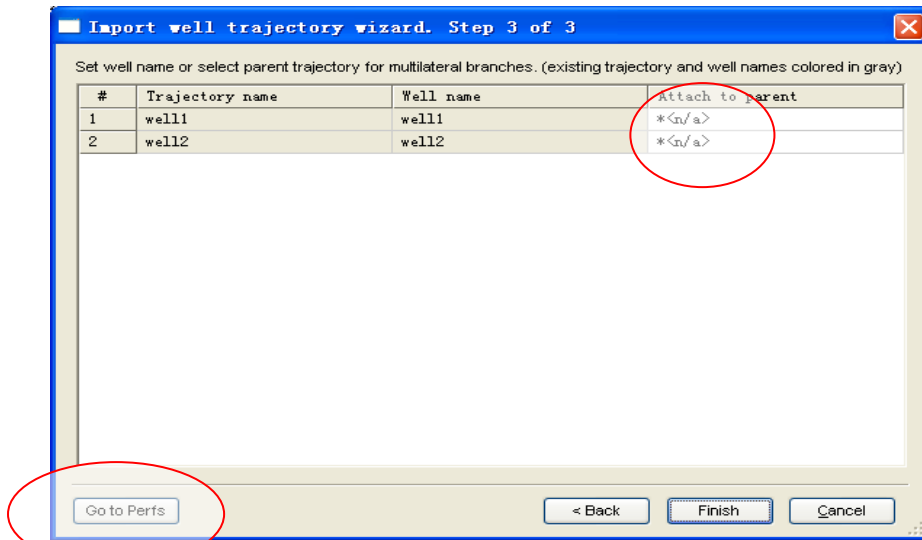 Import well trajectory wizard. Step 3 of 3
Set well name or select parent trajectory for multilateral branches. (existing trajectory and well names colored in gray)
# Trajectory name Well name Attach to parent
1 well1 well1 *<n/a>
2 well2 well2 *<n/a>
Go to Perfs < Back Finish Cancel